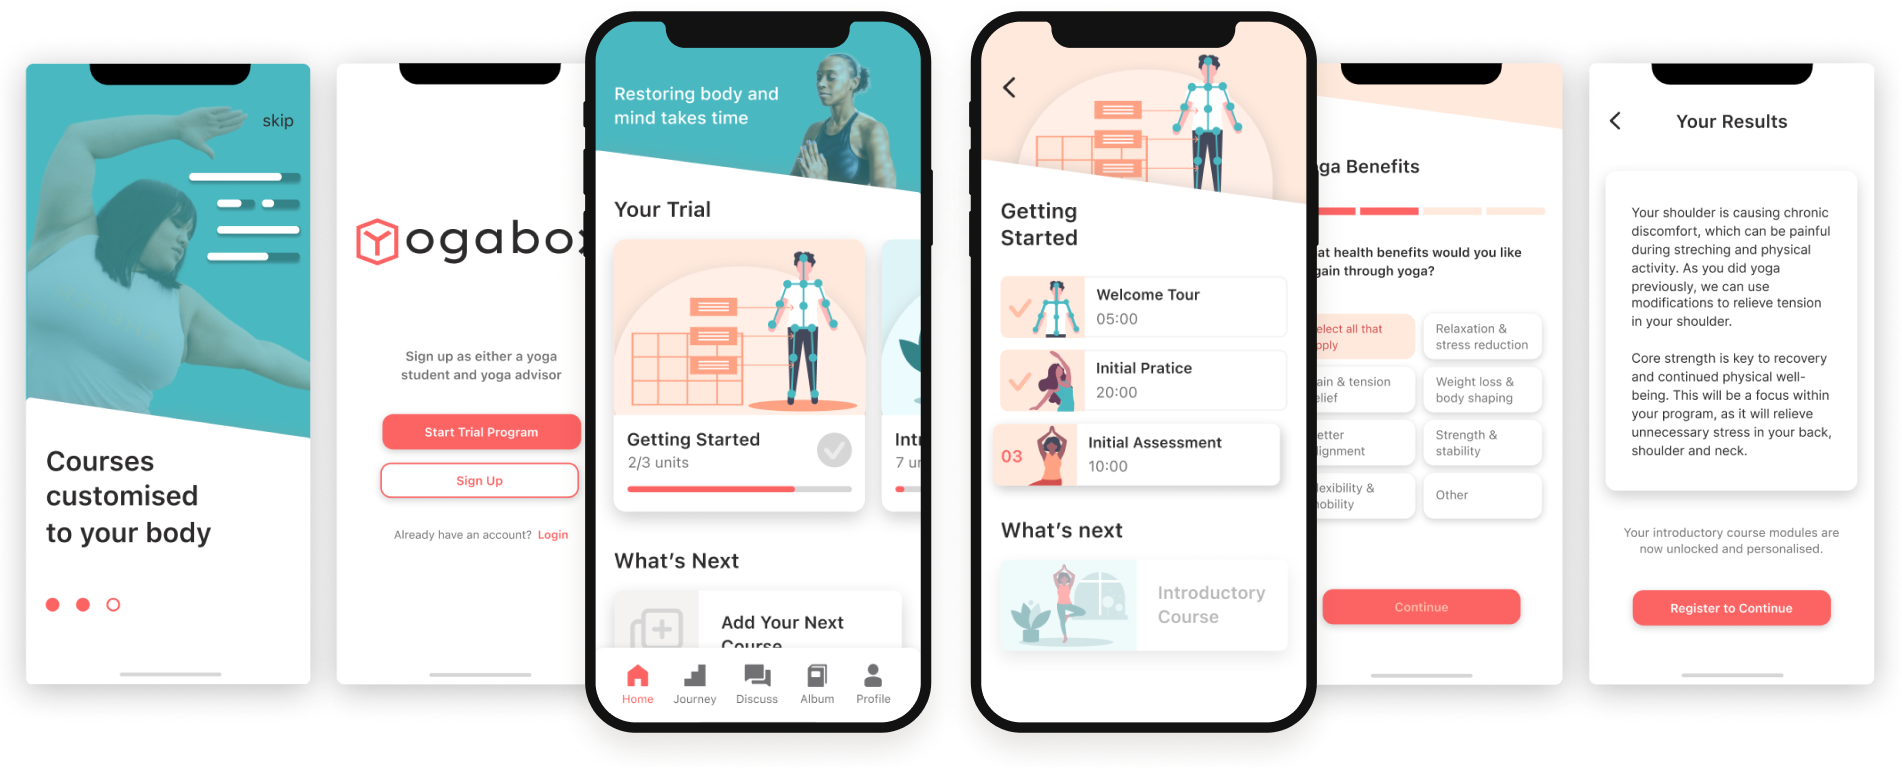 skip
Courses
customised
to your body
Yogabox
Sign up as either a yoga
student and yoga advisor
Start Trial Program
Sign Up
Already have an account? Login
Restoring body and
mind takes time
Your Trial
Getting Started
2/3 units
Int
7 un
What's Next
Add Your Next
Course
Home
Journey
Discuss
Album
Profile
Getting
Started
Welcome Tour
05:00
Initial Pratice
20:00
03
Initial Assessment
10:00
What's next
Introductory
Course
ga Benefits
at health benefits would you like
gain through yoga?
elect all that
pply
Relaxation &
stress reduction
ain & tension
elief
Weight loss &
body shaping
etter
lignment
Strength &
stability
lexibility &
obility
Other
Continue
Your Results
Your shoulder is causing chronic
discomfort, which can be painful
during streching and physical
activity. As you did yoga
previously, we can use
modifications to relieve tension
in your shoulder.
Core strength is key to recovery
and continued physical well-
being. This will be a focus within
your program, as it will relieve
unnecessary stress in your back,
shoulder and neck.
Your introductory course modules are
now unlocked and personalised.
Register to Continue